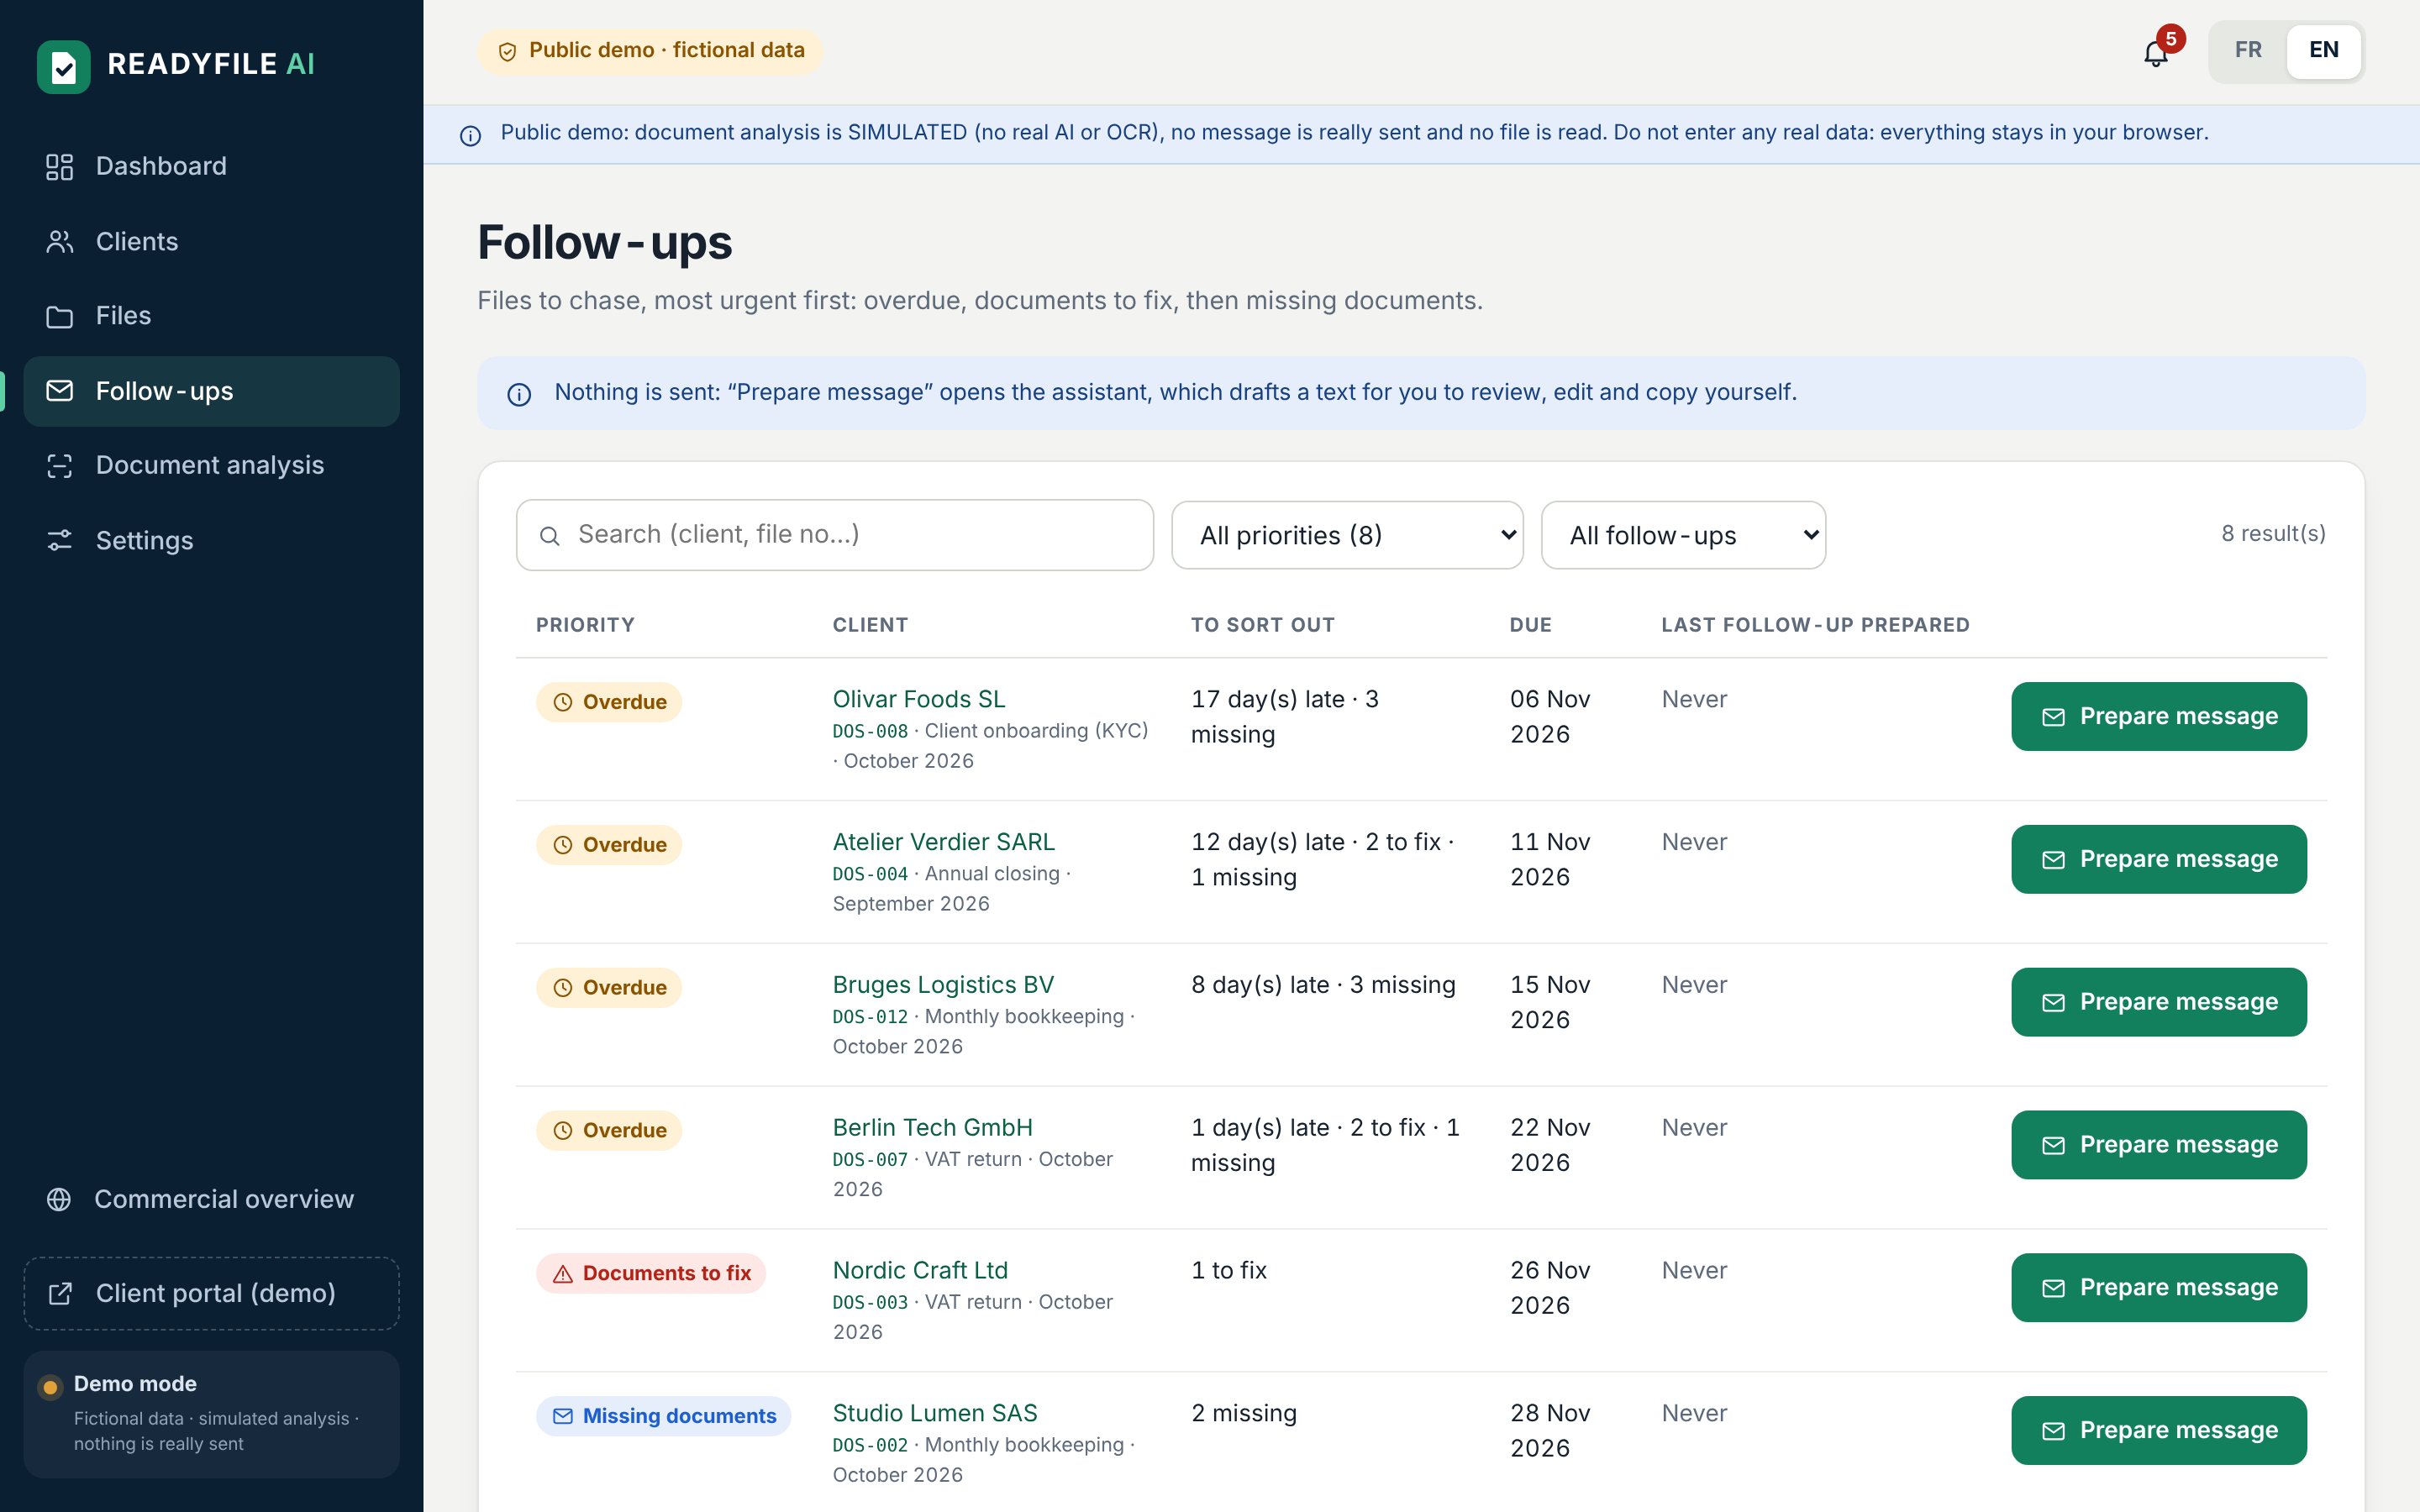 READYFILE AI
Dashboard
Clients
Files
Follow-ups
Document analysis
Settings
Commercial overview
Client portal (demo)
Demo mode
Fictional data · simulated analysis ·
nothing is really sent
Public demo · fictional data
5
FR
EN
Public demo: document analysis is SIMULATED (no real AI or OCR), no message is really sent and no file is read. Do not enter any real data: everything stays in your browser.
Follow-ups
Files to chase, most urgent first: overdue, documents to fix, then missing documents.
Nothing is sent: “Prepare message” opens the assistant, which drafts a text for you to review, edit and copy yourself.
Search (client, file no...)
All priorities (8)
All follow-ups
8 result(s)
PRIORITY CLIENT TO SORT OUT DUE LAST FOLLOW-UP PREPARED
Overdue
Olivar Foods SL
DOS-008 · Client onboarding (KYC)
· October 2026
17 day(s) late · 3
missing
06 Nov
2026
Never
Prepare message
Overdue
Atelier Verdier SARL
DOS-004 · Annual closing ·
September 2026
12 day(s) late · 2 to fix ·
1 missing
11 Nov
2026
Never
Prepare message
Overdue
Bruges Logistics BV
DOS-012 · Monthly bookkeeping ·
October 2026
8 day(s) late · 3 missing
15 Nov
2026
Never
Prepare message
Overdue
Berlin Tech GmbH
DOS-007 · VAT return · October
2026
1 day(s) late · 2 to fix · 1
missing
22 Nov
2026
Never
Prepare message
Documents to fix
Nordic Craft Ltd
DOS-003 · VAT return · October
2026
1 to fix
26 Nov
2026
Never
Prepare message
Missing documents
Studio Lumen SAS
DOS-002 · Monthly bookkeeping ·
October 2026
2 missing
28 Nov
2026
Never
Prepare message